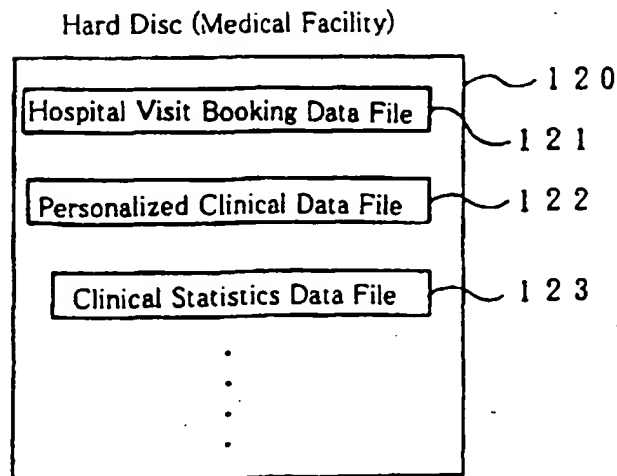 Hard Disc (Medical Facility)
120
Hospital Visit Booking Data File
121
Personalized Clinical Data File
122
Clinical Statistics Data File
123